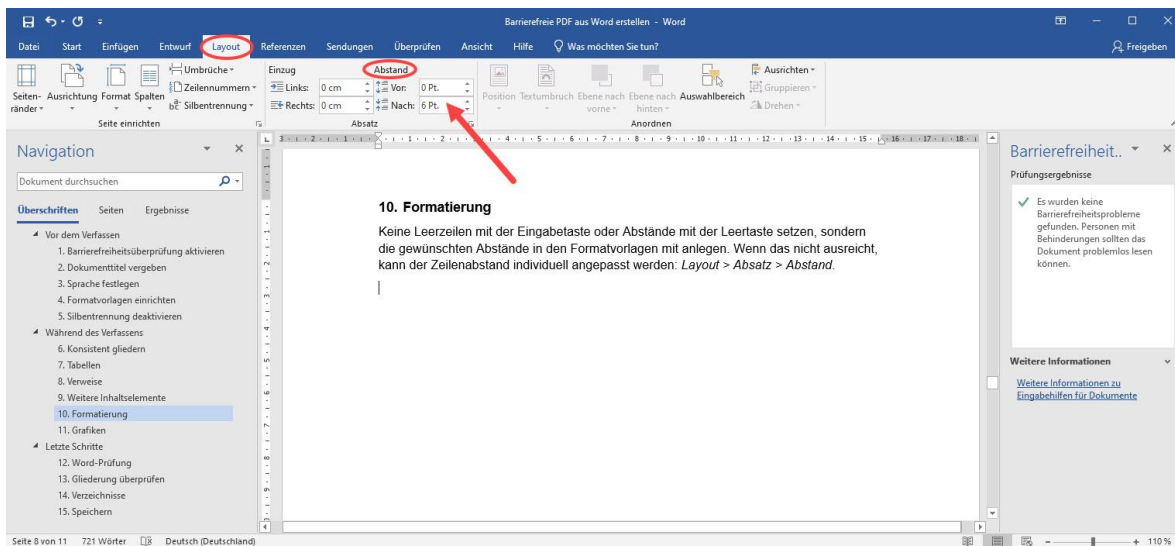 Barrierefreie PDF aus Word erstellen - Word
Datei Start Einfügen Entwurf Layout Referenzen Sendungen Überprüfen Ansicht Hilfe Was möchten Sie tun? Freigeben
Seiten- ränder Ausrichtung Format Spalten
Umbrüche
Zeilennummern
Silbentrennung
Seite einrichten
Einzug Abstand
Links: 0 cm Vor: 0 Pt.
Rechts: 0 cm Nach: 6 Pt.
Absatz
Position Textumbruch Ebene nach vorne Ebene nach hinten Auswahlbereich
Ausrichten
Gruppieren
Drehen
Anordnen
Navigation
Dokument durchsuchen
Überschriften Seiten Ergebnisse
Vor dem Verfassen
1. Barrierefreiheitsüberprüfung aktivieren
2. Dokumenttitel vergeben
3. Sprache festlegen
4. Formatvorlagen einrichten
5. Silbentrennung deaktivieren
Während des Verfassens
6. Konsistent gliedern
7. Tabellen
8. Verweise
9. Weitere Inhaltselemente
10. Formatierung
11. Grafiken
Letzte Schritte
12. Word-Prüfung
13. Gliederung überprüfen
14. Verzeichnisse
15. Speichern
10. Formatierung
Keine Leerzeilen mit der Eingabetaste oder Abstände mit der Leertaste setzen, sondern
die gewünschten Abstände in den Formatvorlagen mit anlegen. Wenn das nicht ausreicht,
kann der Zeilenabstand individuell angepasst werden: Layout > Absatz > Abstand.
Barrierefreiheit..
Prüfungsergebnisse
Es wurden keine
Barrierefreiheitsprobleme
gefunden. Personen mit
Behinderungen sollten das
Dokument problemlos lesen
können.
Weitere Informationen
Weitere Informationen zu
Eingabehilfen für Dokumente
Seite 8 von 11 721 Wörter Deutsch (Deutschland) 110 %